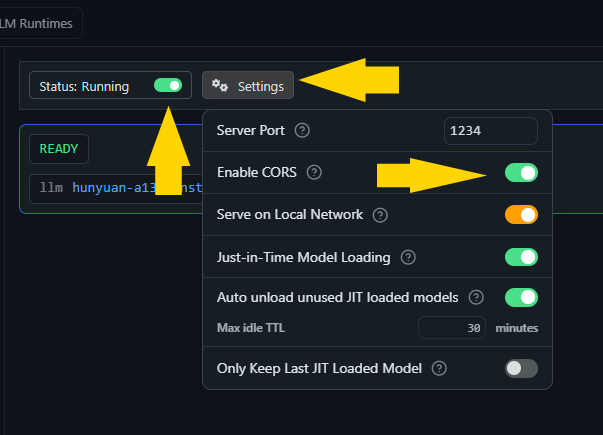 LM Runtimes
Status: Running
Settings
READY
llm hunyuan-a13
Server Port
1234
Enable CORS
Serve on Local Network
Just-in-Time Model Loading
Auto unload unused JIT loaded models
Max idle TTL
30 minutes
Only Keep Last JIT Loaded Model